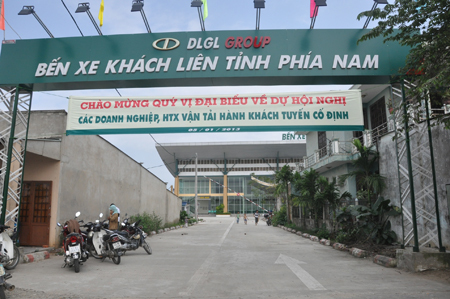 DLGL GROUP
BẾN XE KHÁCH LIÊN TỈNH PHÍA NAM
CHÀO MỪNG QUÝ VỊ ĐẠI BIỂU VỀ DỰ HỘI NGHỊ
CÁC DOANH NGHIỆP, HTX VẬN TẢI HÀNH KHÁCH TUYẾN CỐ ĐỊNH
BẾN XE